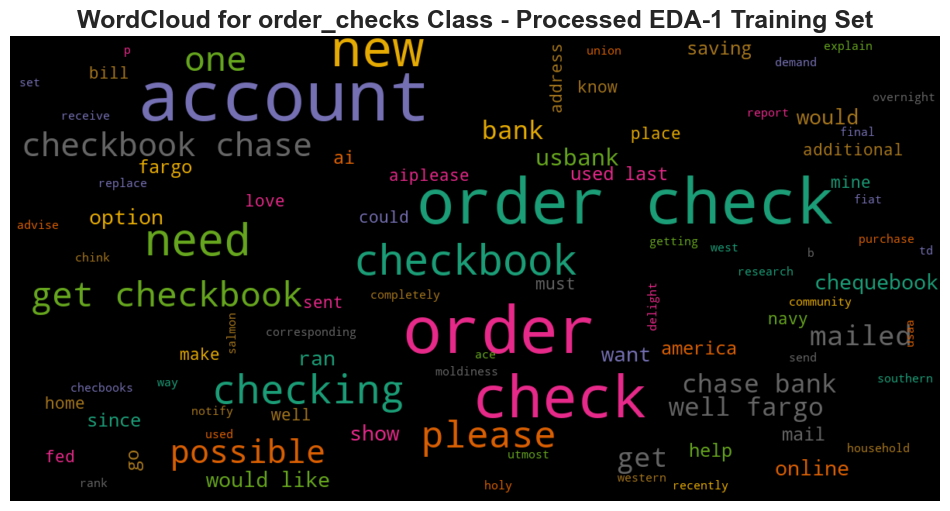 WordCloud for order_checks Class - Processed EDA-1 Training Set
p
new
one
union
saving
explain
bill
set
account
address
know
demand
overnight
receive
report
would
final
checkbook chase
bank
place
additional
fargo
ai
usbank
used last
replace
aiplease
mine
love
order check
fiat
option
could
advise
need
getting
west
purchase
td
chink
checkbook
b
research
must
chequebook
get checkbook
sent
completely
delight
community
salmon
corresponding
order
navy
mailed
usaa
make
ran
ace
want
america
send
moldiness
checbooks
way
checking
check
chase bank
southern
home
since
notify
well
well fargo
used
show
please
mail
fed
go
possible
utmost
get
help
household
rank
would like
holy
western
recently
online